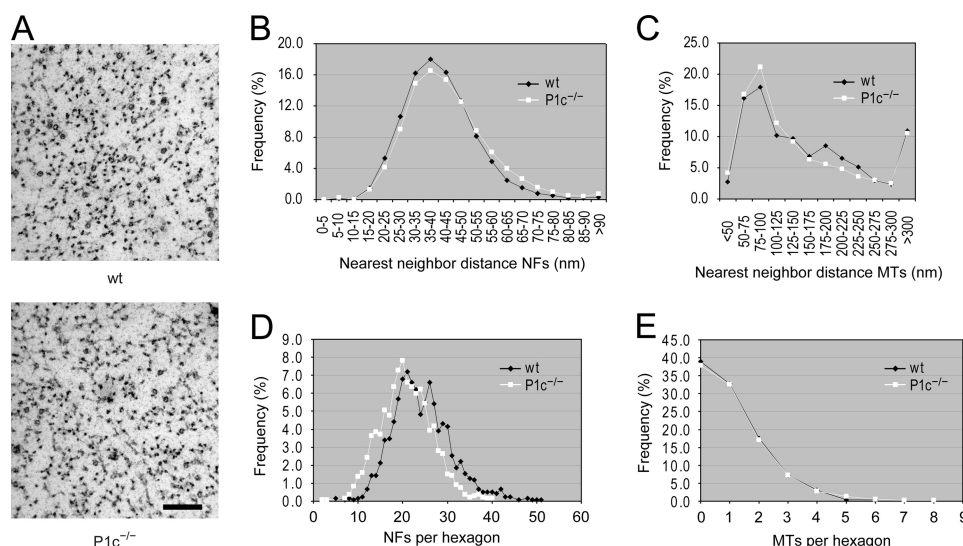 A
wt
P1c−/−
B
20.0
16.0
12.0
8.0
4.0
0.0
Frequency (%)
wt
P1c−/−
0-5
5-10
10-15
15-20
20-25
25-30
30-35
35-40
40-45
45-50
50-55
55-60
60-65
65-70
70-75
75-80
80-85
85-90
>90
Nearest neighbor distance NFs (nm)
C
25.0
20.0
15.0
10.0
5.0
0.0
Frequency (%)
wt
P1c−/−
<50
50-75
75-100
100-125
125-150
150-175
175-200
200-225
225-250
250-275
275-300
>300
Nearest neighbor distance MTs (nm)
D
9.0
8.0
7.0
6.0
5.0
4.0
3.0
2.0
1.0
0.0
Frequency (%)
wt
P1c−/−
0 10 20 30 40 50 60
NFs per hexagon
E
45.0
40.0
35.0
30.0
25.0
20.0
15.0
10.0
5.0
0.0
Frequency (%)
wt
P1c−/−
0 1 2 3 4 5 6 7 8 9
MTs per hexagon